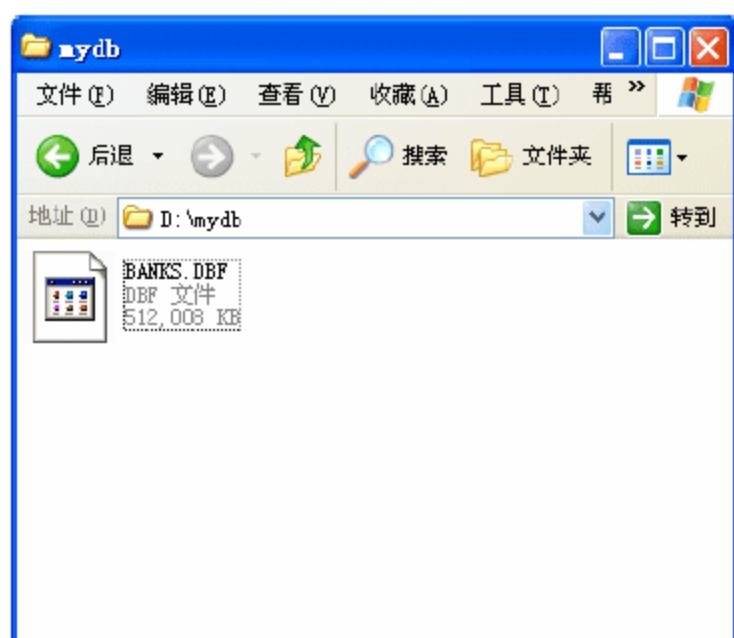 mydb
文件(F) 编辑(E) 查看(V) 收藏(A) 工具(T) 帮 »
后退 搜索 文件夹
地址(D) D:\mydb 转到
BANKS.DBF
DBF 文件
512,008 KB